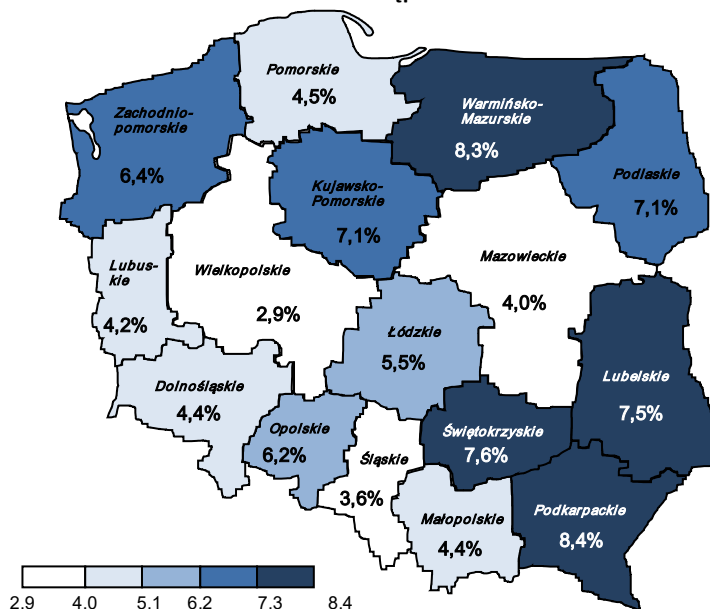 Pomorskie
4,5%
Zachodnio-
pomorskie
6,4%
Warmińsko-
Mazurskie
8,3%
Podlaskie
7,1%
Kujawsko-
Pomorskie
7,1%
Lubus-
kie
4,2%
Wielkopolskie
2,9%
Mazowieckie
4,0%
Łódzkie
5,5%
Lubelskie
7,5%
Dolnośląskie
4,4%
Opolskie
6,2%
Śląskie
3,6%
Świętokrzyskie
7,6%
Małopolskie
4,4%
Podkarpackie
8,4%
2.9 4.0 5.1 6.2 7.3 8.4